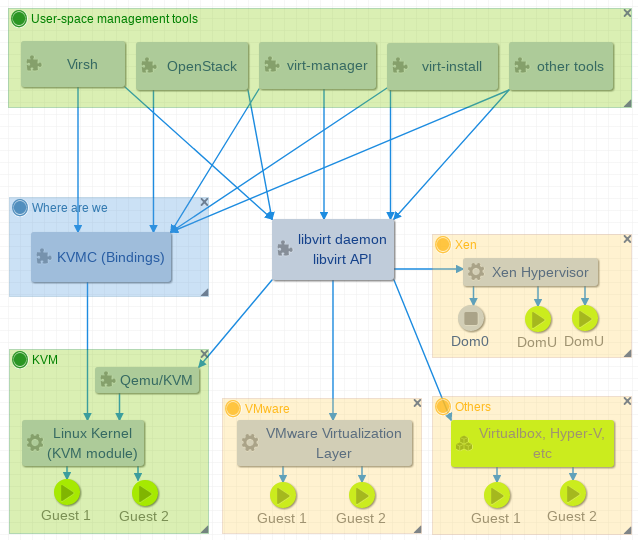 User-space management tools
Virsh
OpenStack
virt-manager
virt-install
other tools
Where are we
KVMC (Bindings)
libvirt daemon
libvirt API
Xen
Xen Hypervisor
Dom0
DomU
DomU
KVM
Qemu/KVM
Linux Kernel
(KVM module)
Guest 1
Guest 2
VMware
VMware Virtualization
Layer
Guest 1
Guest 2
Others
Virtualbox, Hyper-V,
etc
Guest 1
Guest 2